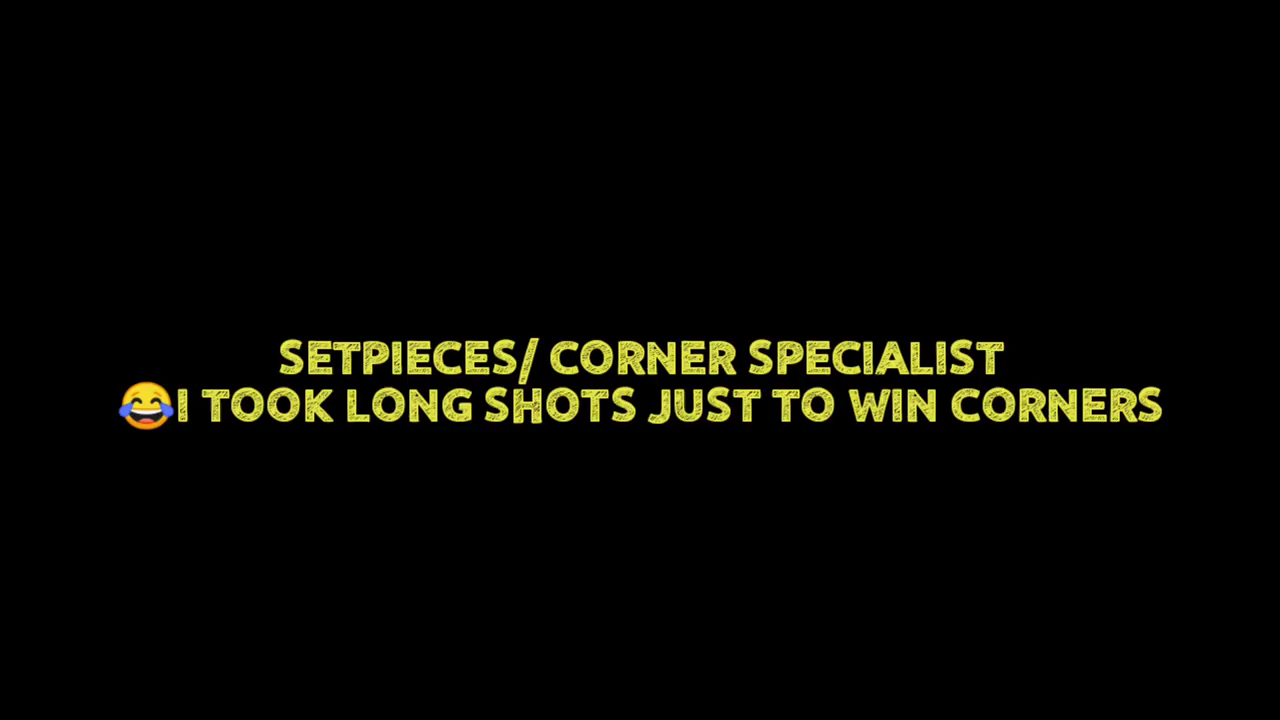 SETPIECES/ CORNER SPECIALIST
😂I TOOK LONG SHOTS JUST TO WIN CORNERS